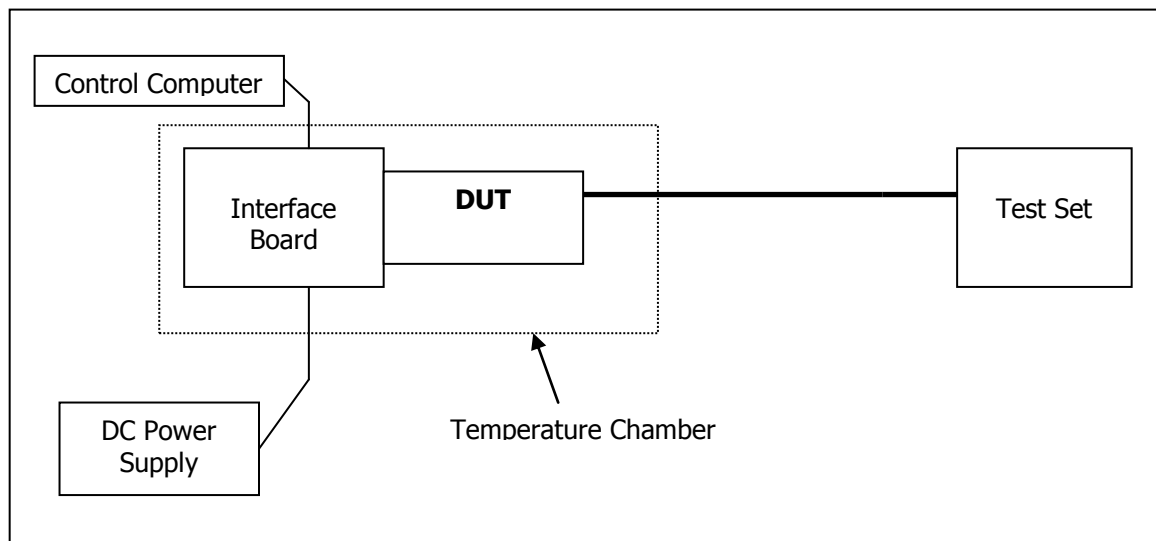 Control Computer
Interface
Board
DUT
Test Set
DC Power
Supply
Temperature Chamber